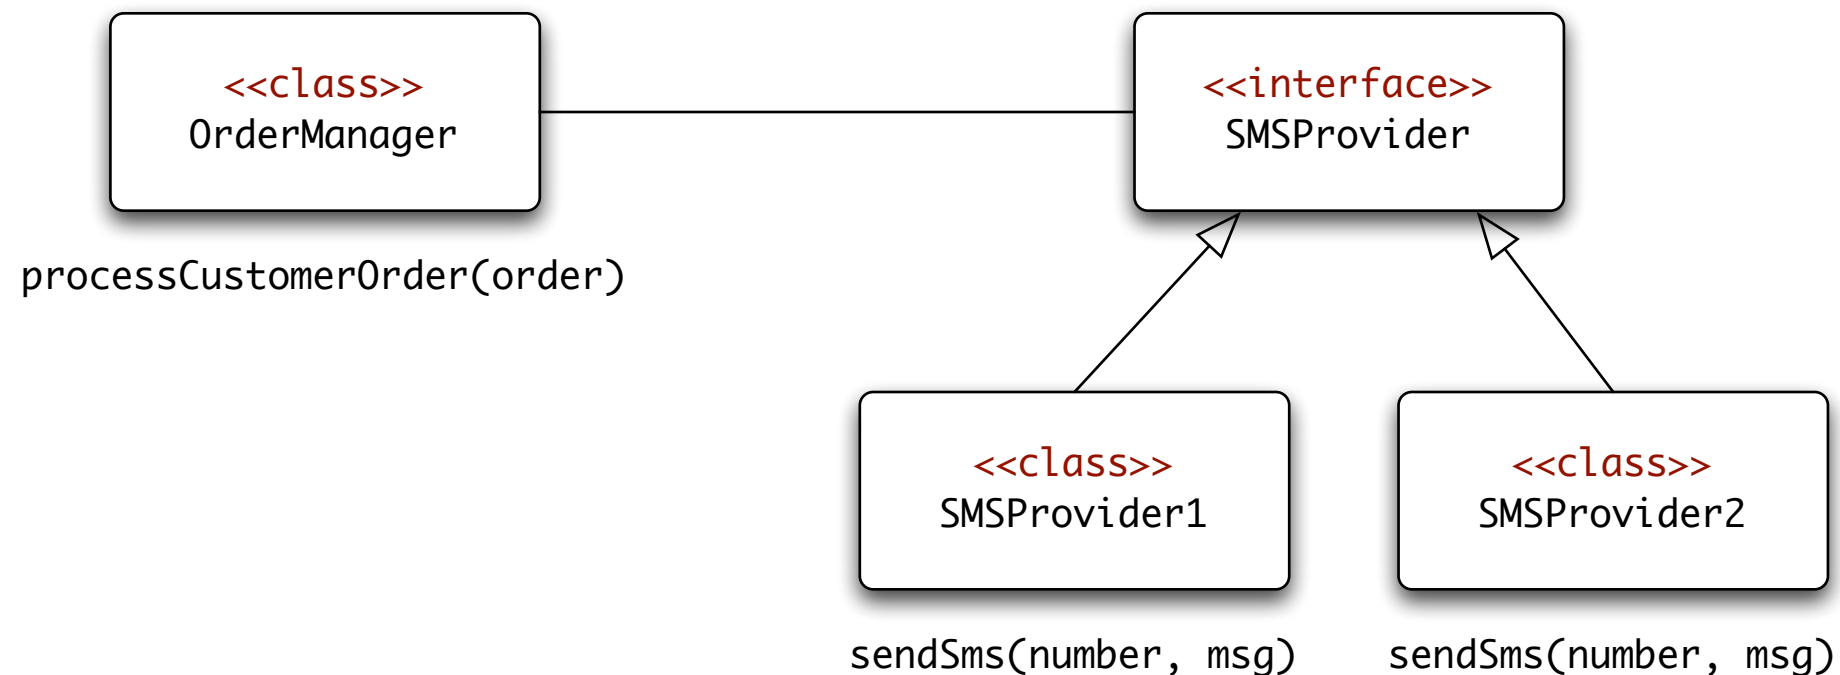 <<class>>
OrderManager
<<interface>>
SMSProvider
processCustomerOrder(order)
<<class>>
SMSProvider1
<<class>>
SMSProvider2
sendSms(number, msg)
sendSms(number, msg)